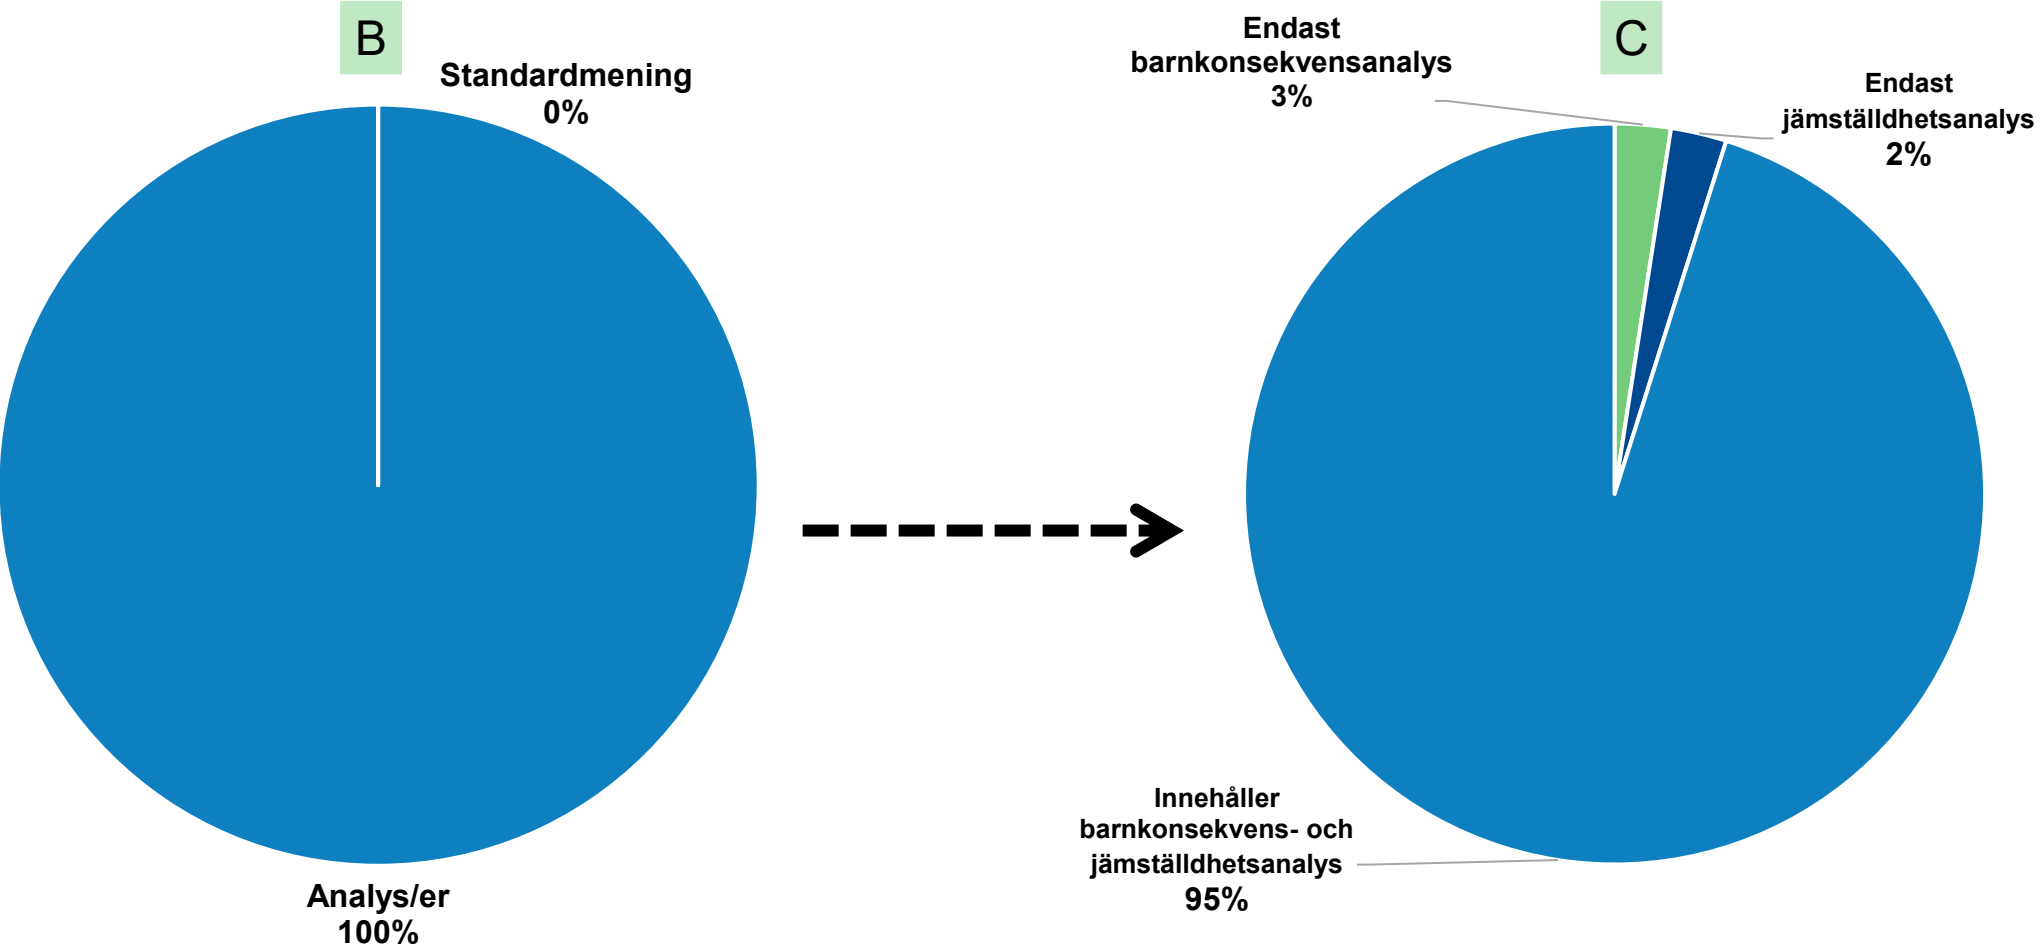 B
Standardmening
0%
Analys/er
100%
C
Endast
barnkonsekvensanalys
3%
Endast
jämställdhetsanalys
2%
Innehåller
barnkonsekvens- och
jämställdhetsanalys
95%